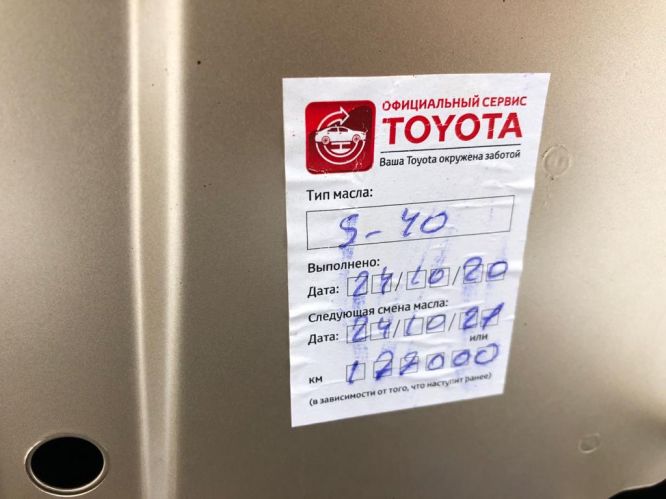 ОФИЦИАЛЬНЫЙ СЕРВИС
TOYOTA
Ваша Toyota окружена заботой
Тип масла:
5-40
Выполнено:
Дата: 24/10/20
Следующая смена масла:
Дата: 24/10/21
или
км 122000
(в зависимости от того, что наступит ранее)